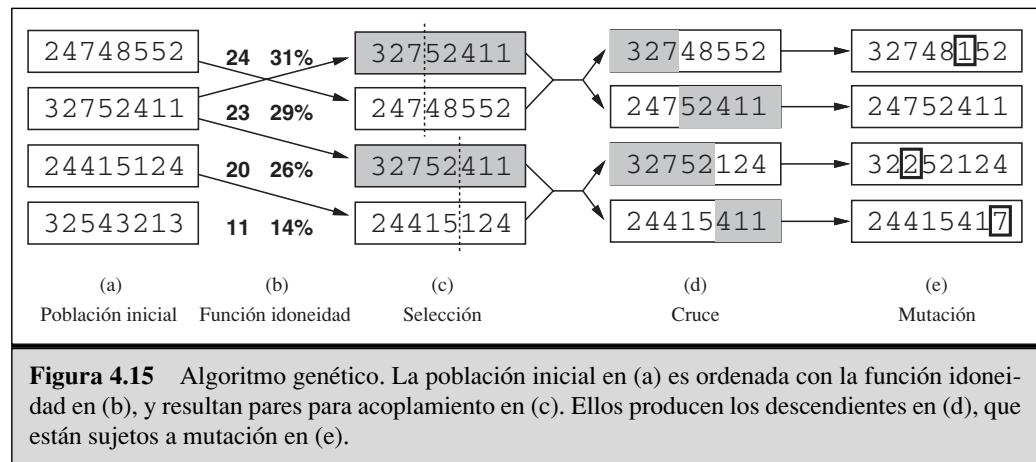 24748552 24 31% 32752411 32748552 32748152
32752411 23 29% 24748552 24752411 24752411
24415124 20 26% 32752411 32752124 32252124
32543213 11 14% 24415124 24415411 24415417
(a) (b) (c) (d) (e)
Población inicial Función idoneidad Selección Cruce Mutación
Figura 4.15 Algoritmo genético. La población inicial en (a) es ordenada con la función idonei-
dad en (b), y resultan pares para acoplamiento en (c). Ellos producen los descendientes en (d), que
están sujetos a mutación en (e).